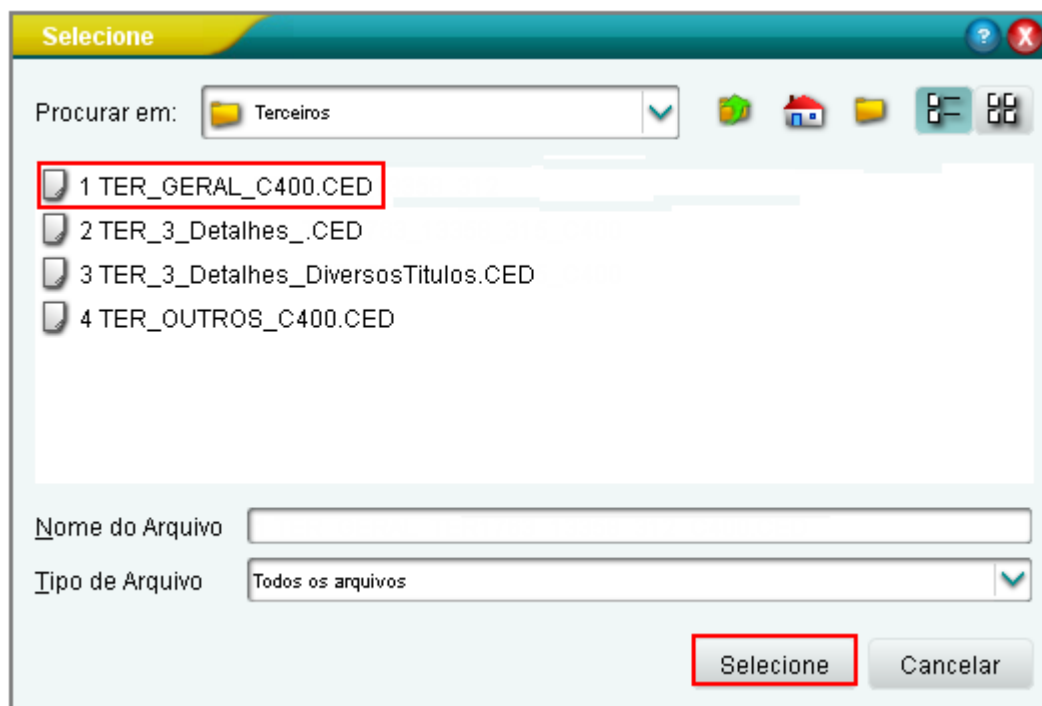 Selecione
Procurar em: Terceiros
1 TER_GERAL_C400.CED
2 TER_3_Detalhes_.CED
3 TER_3_Detalhes_DiversosTitulos.CED
4 TER_OUTROS_C400.CED
Nome do Arquivo
Tipo de Arquivo Todos os arquivos
Selecione Cancelar